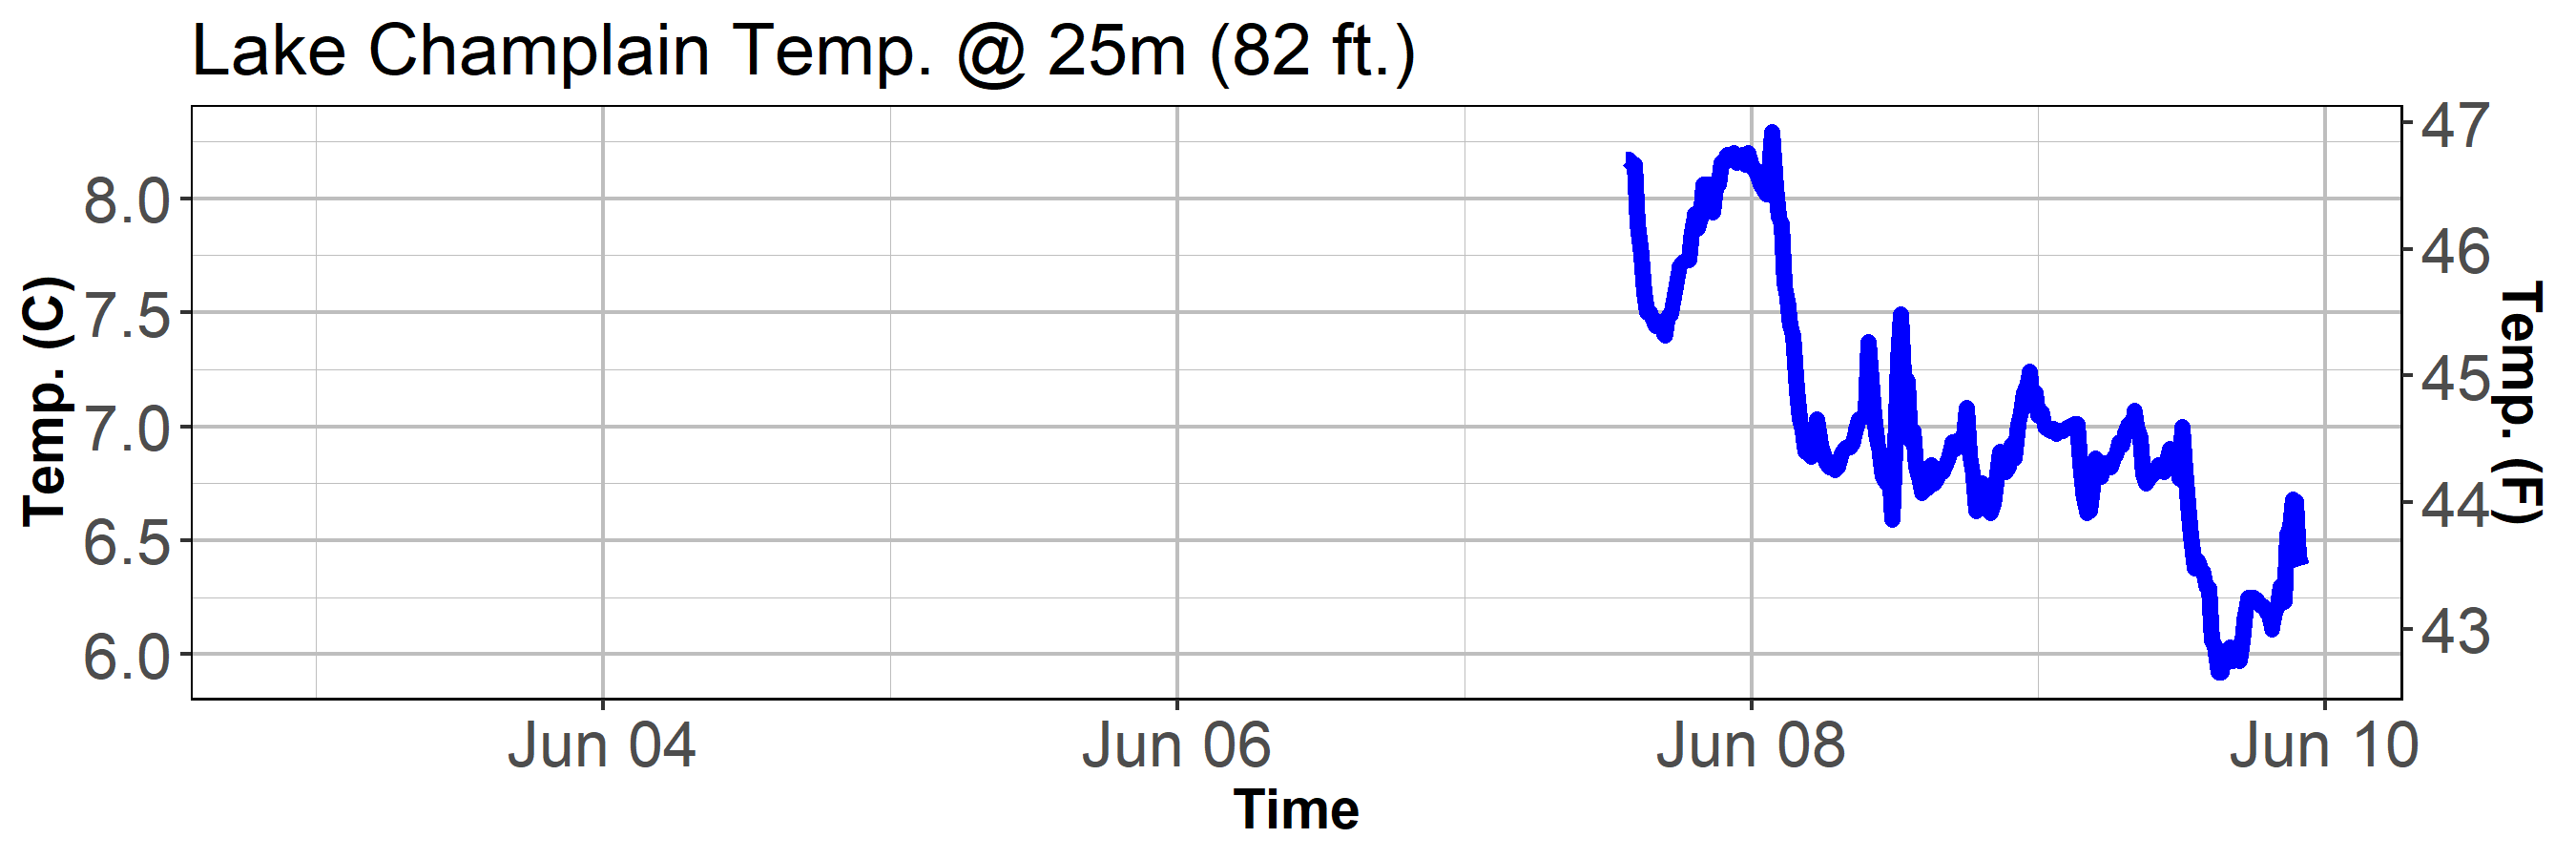 Lake Champlain Temp. @ 25m (82 ft.)
Temp. (C)
8.0
7.5
7.0
6.5
6.0
47
46
45
44
43
Temp. (F)
Jun 04
Jun 06
Jun 08
Jun 10
Time